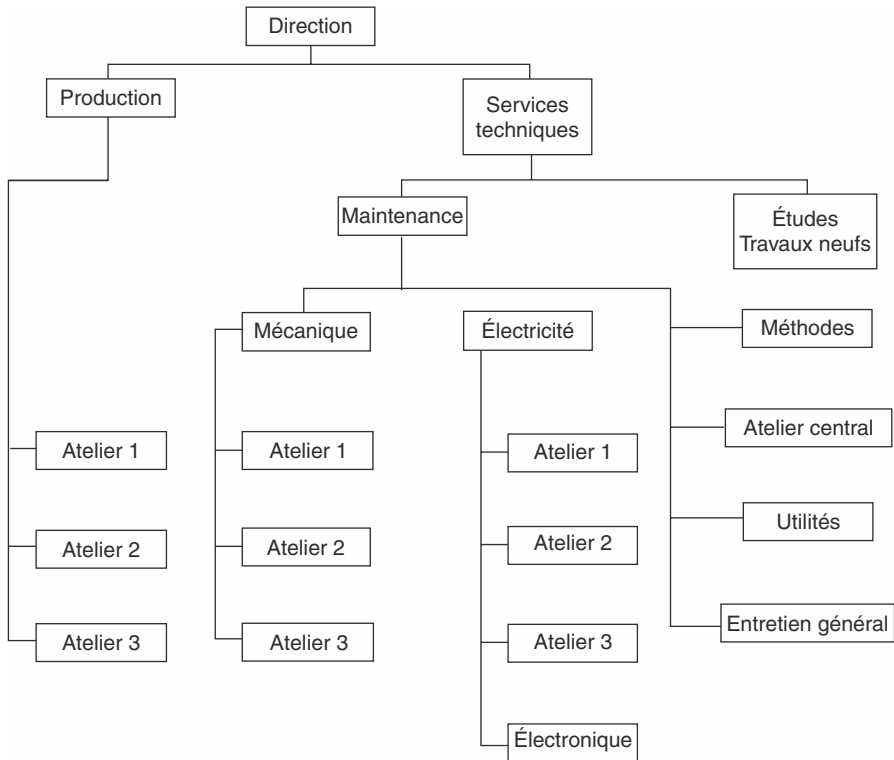 Direction
Production
Services
techniques
Maintenance
Études
Travaux neufs
Mécanique
Électricité
Méthodes
Atelier central
Utilités
Entretien général
Atelier 1
Atelier 2
Atelier 3
Atelier 1
Atelier 2
Atelier 3
Atelier 1
Atelier 2
Atelier 3
Électronique